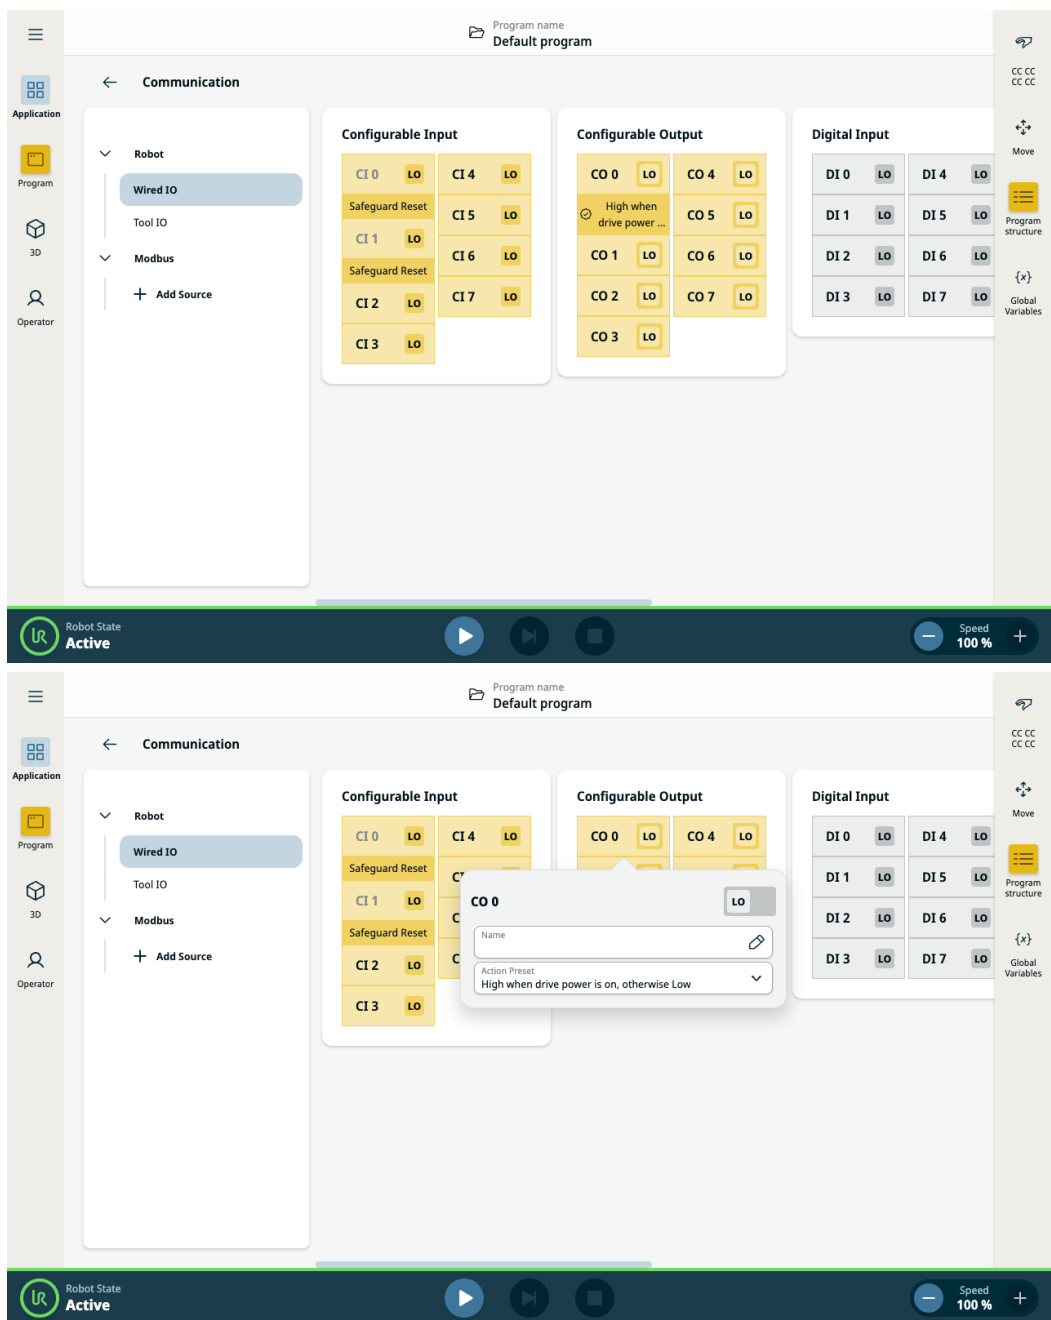 Program name
Default program
Application
Program
3D
Operator
Communication
Robot
Wired IO
Tool IO
Modbus
Add Source
Configurable Input
CI 0 LO CI 4 LO
Safeguard Reset
CI 5 LO
CI 1 LO
CI 6 LO
Safeguard Reset
CI 2 LO CI 7 LO
CI 3 LO
Configurable Output
CO 0 LO CO 4 LO
High when
drive power ...
CO 5 LO
CO 1 LO CO 6 LO
CO 2 LO CO 7 LO
CO 3 LO
Digital Input
DI 0 LO DI 4 LO
DI 1 LO DI 5 LO
DI 2 LO DI 6 LO
DI 3 LO DI 7 LO
CC CC
CC CC
Move
Program
structure
{x}
Global
Variables
UR
Robot State
Active
Speed
100 %
Program name
Default program
Application
Program
3D
Operator
Communication
Robot
Wired IO
Tool IO
Modbus
Add Source
Configurable Input
CI 0 LO CI 4 LO
Safeguard Reset
CI 1 LO
Safeguard Reset
CI 2 LO
CI 3 LO
Configurable Output
CO 0 LO CO 4 LO
CO 0 LO
Name
Action Preset
High when drive power is on, otherwise Low
Digital Input
DI 0 LO DI 4 LO
DI 1 LO DI 5 LO
DI 2 LO DI 6 LO
DI 3 LO DI 7 LO
CC CC
CC CC
Move
Program
structure
{x}
Global
Variables
UR
Robot State
Active
Speed
100 %